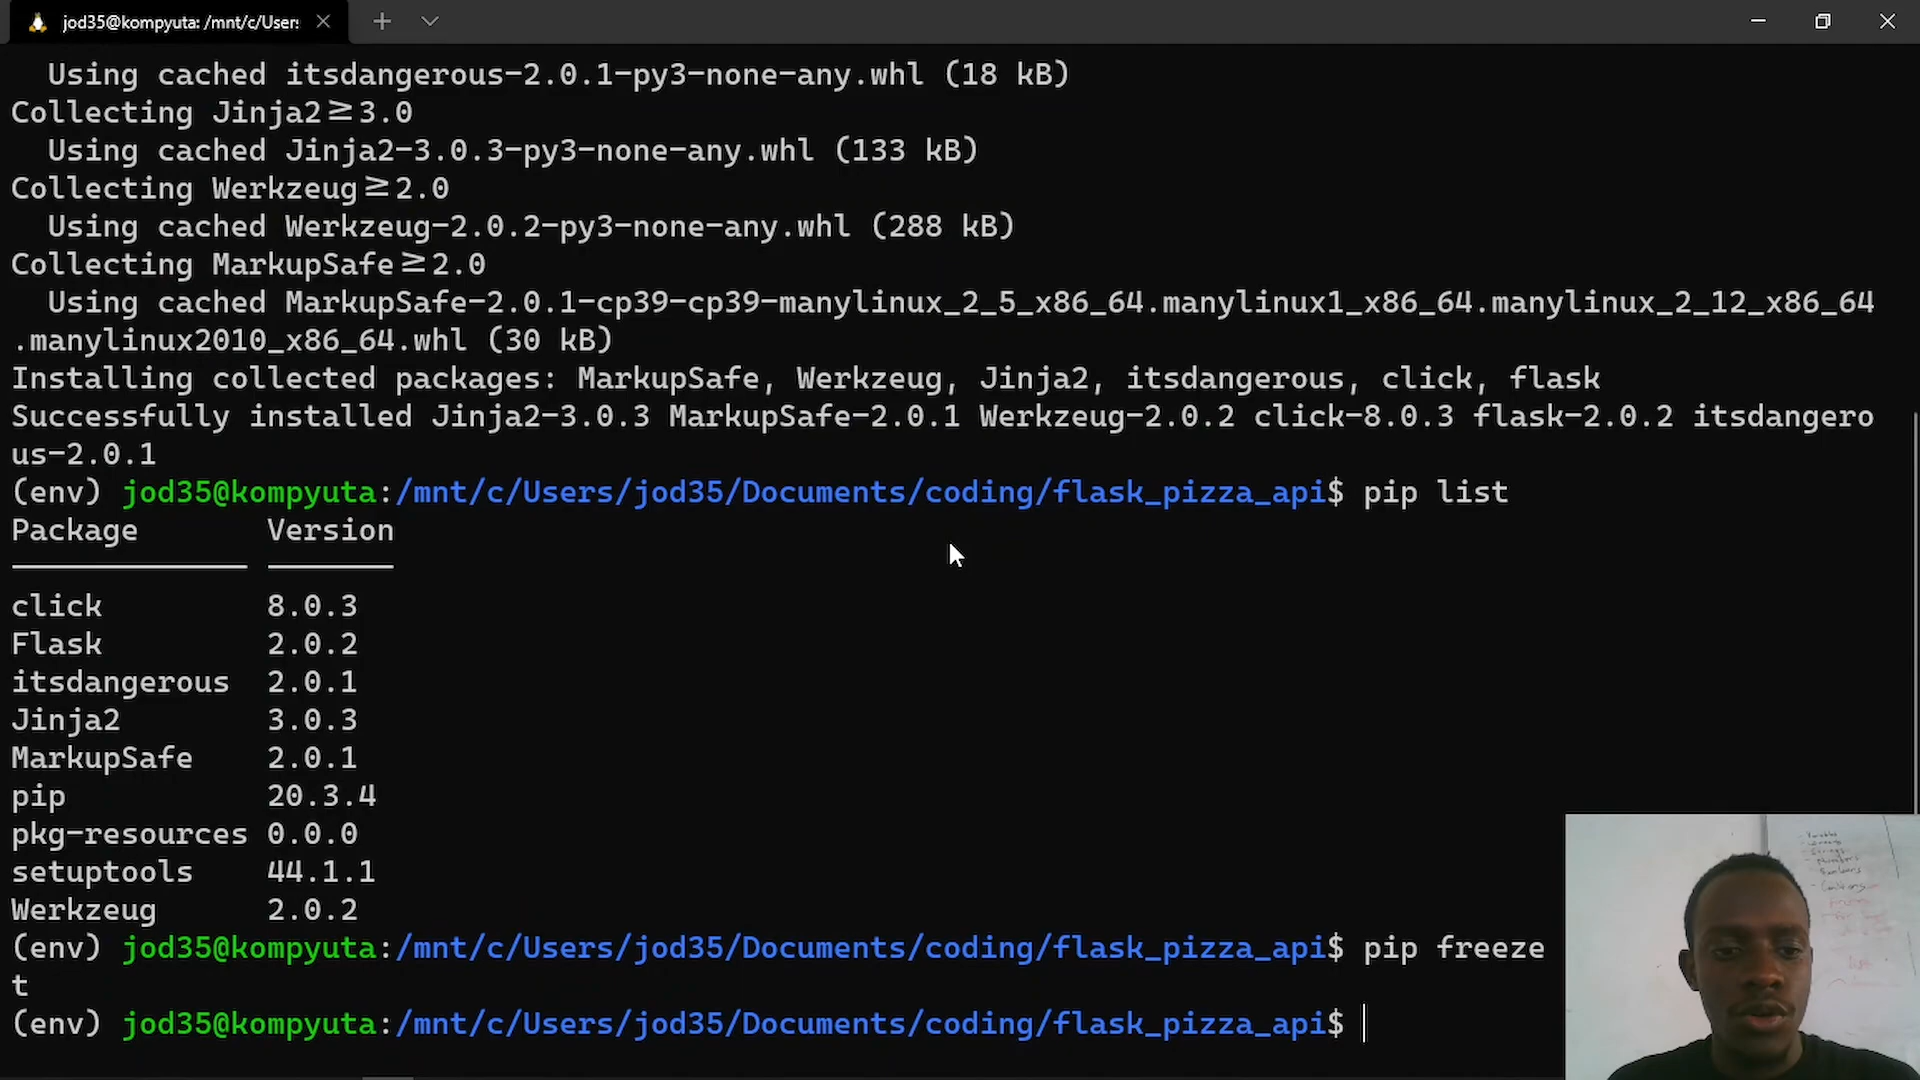 jod35@kompyuta: /mnt/c/User:
Using cached itsdangerous-2.0.1-py3-none-any.whl (18 kB)
Collecting Jinja2≥3.0
Using cached Jinja2-3.0.3-py3-none-any.whl (133 kB)
Collecting Werkzeug≥2.0
Using cached Werkzeug-2.0.2-py3-none-any.whl (288 kB)
Collecting MarkupSafe≥2.0
Using cached MarkupSafe-2.0.1-cp39-cp39-manylinux_2_5_x86_64.manylinux1_x86_64.manylinux_2_12_x86_64
.manylinux2010_x86_64.whl (30 kB)
Installing collected packages: MarkupSafe, Werkzeug, Jinja2, itsdangerous, click, flask
Successfully installed Jinja2-3.0.3 MarkupSafe-2.0.1 Werkzeug-2.0.2 click-8.0.3 flask-2.0.2 itsdangero
us-2.0.1
(env) jod35@kompyuta:/mnt/c/Users/jod35/Documents/coding/flask_pizza_api$ pip list
Package Version
click 8.0.3
Flask 2.0.2
itsdangerous 2.0.1
Jinja2 3.0.3
MarkupSafe 2.0.1
pip 20.3.4
pkg-resources 0.0.0
setuptools 44.1.1
Werkzeug 2.0.2
(env) jod35@kompyuta:/mnt/c/Users/jod35/Documents/coding/flask_pizza_api$ pip freeze
t
(env) jod35@kompyuta:/mnt/c/Users/jod35/Documents/coding/flask_pizza_api$
Variables
Strings
Numbers